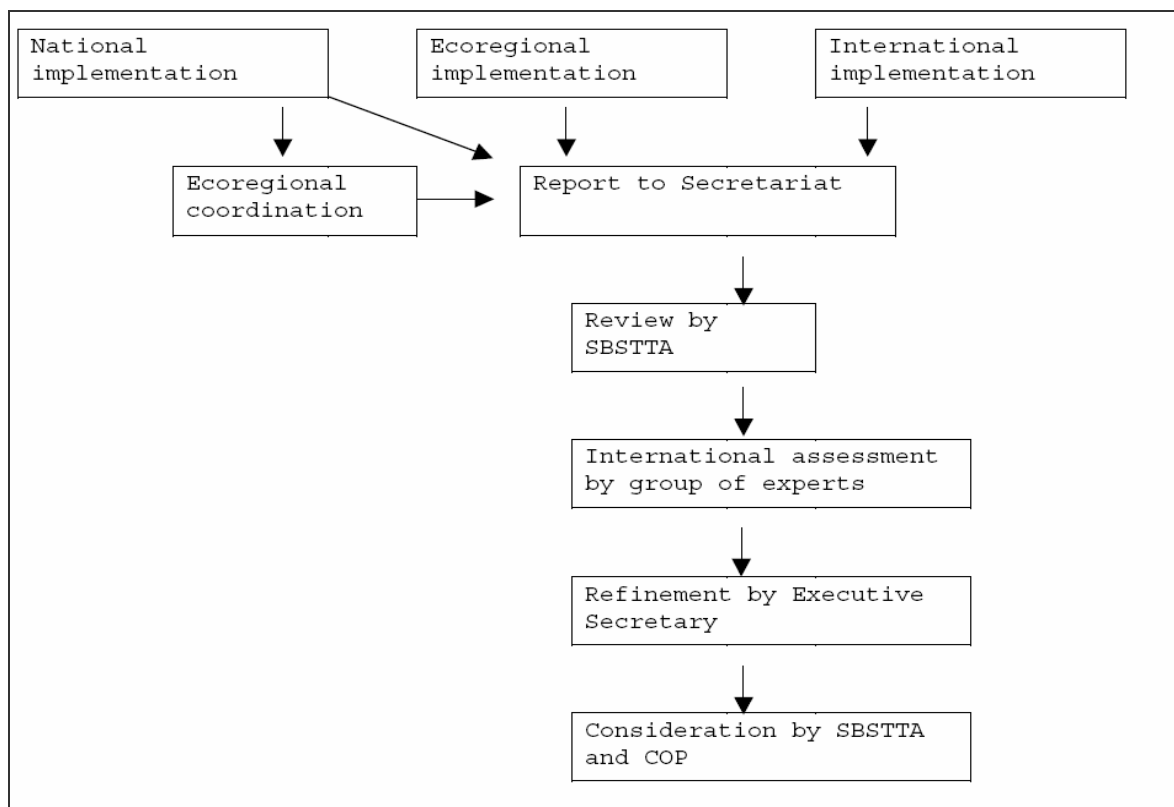 National
implementation
Ecoregional
implementation
International
implementation
Ecoregional
coordination
Report to Secretariat
Review by
SBSTTA
International assessment
by group of experts
Refinement by Executive
Secretary
Consideration by SBSTTA
and COP